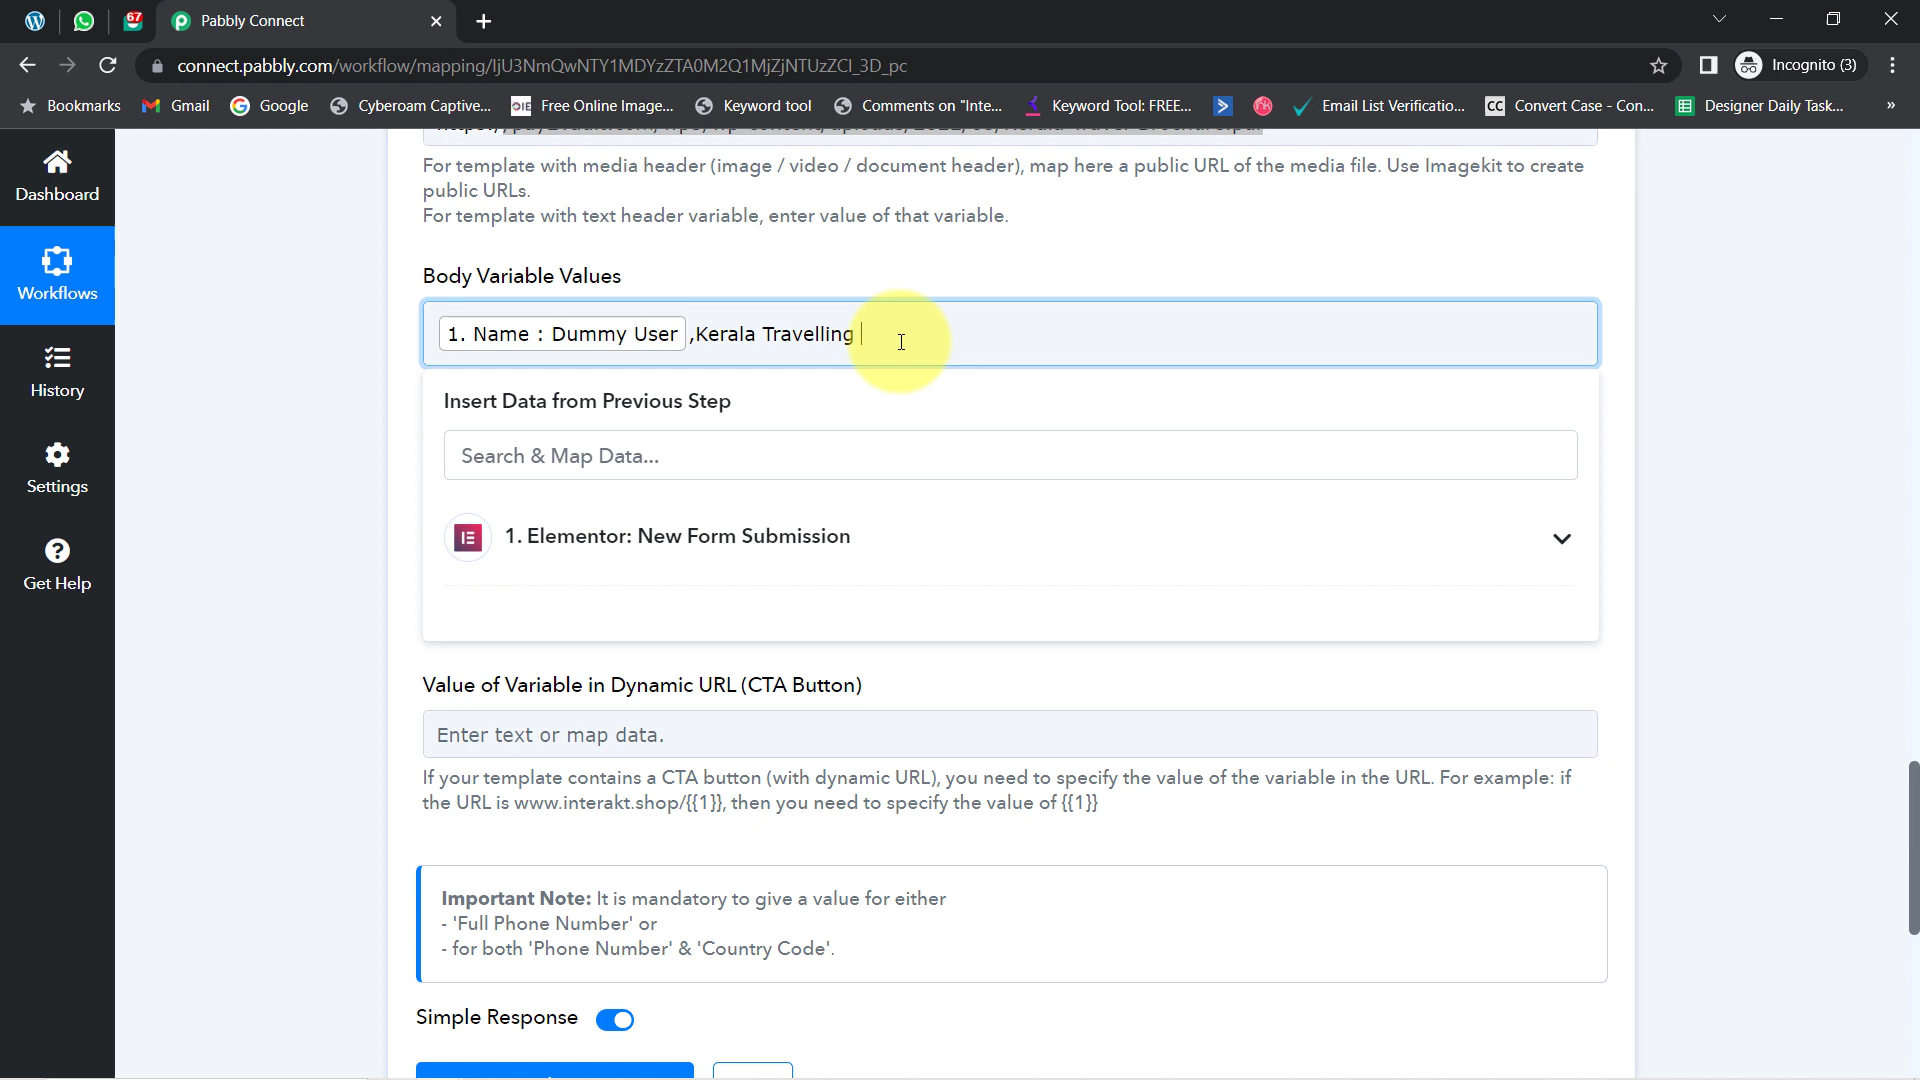 67
Pabbly Connect
connect.pabbly.com/workflow/mapping/IjU3NmQwNTY1MDYzZTA0M2Q1MjZjNTUzZCI_3D_pc
Incognito (3)
Bookmarks
Gmail
Google
Cyberoam Captive...
Free Online Image...
Keyword tool
Comments on "Inte...
Keyword Tool: FREE...
Email List Verificatio...
CC
Convert Case - Con...
Designer Daily Task...
»
Dashboard
Workflows
History
Settings
Get Help
For template with media header (image / video / document header), map here a public URL of the media file. Use Imagekit to create
public URLs.
For template with text header variable, enter value of that variable.
Body Variable Values
1. Name : Dummy User ,Kerala Travelling
Insert Data from Previous Step
Search & Map Data...
1. Elementor: New Form Submission
Value of Variable in Dynamic URL (CTA Button)
Enter text or map data.
If your template contains a CTA button (with dynamic URL), you need to specify the value of the variable in the URL. For example: if
the URL is www.interakt.shop/{{1}}, then you need to specify the value of {{1}}
Important Note: It is mandatory to give a value for either
- 'Full Phone Number' or
- for both 'Phone Number' & 'Country Code'.
Simple Response